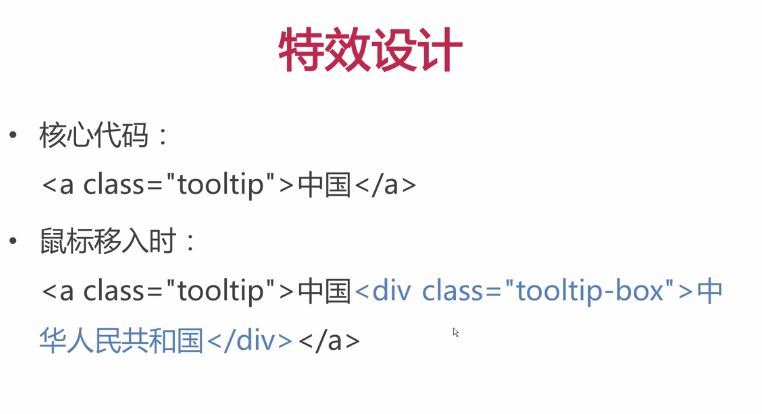 特效设计
• 核心代码：
<a class="tooltip">中国</a>
• 鼠标移入时：
<a class="tooltip">中国<div class="tooltip-box">中
华人民共和国</div></a>